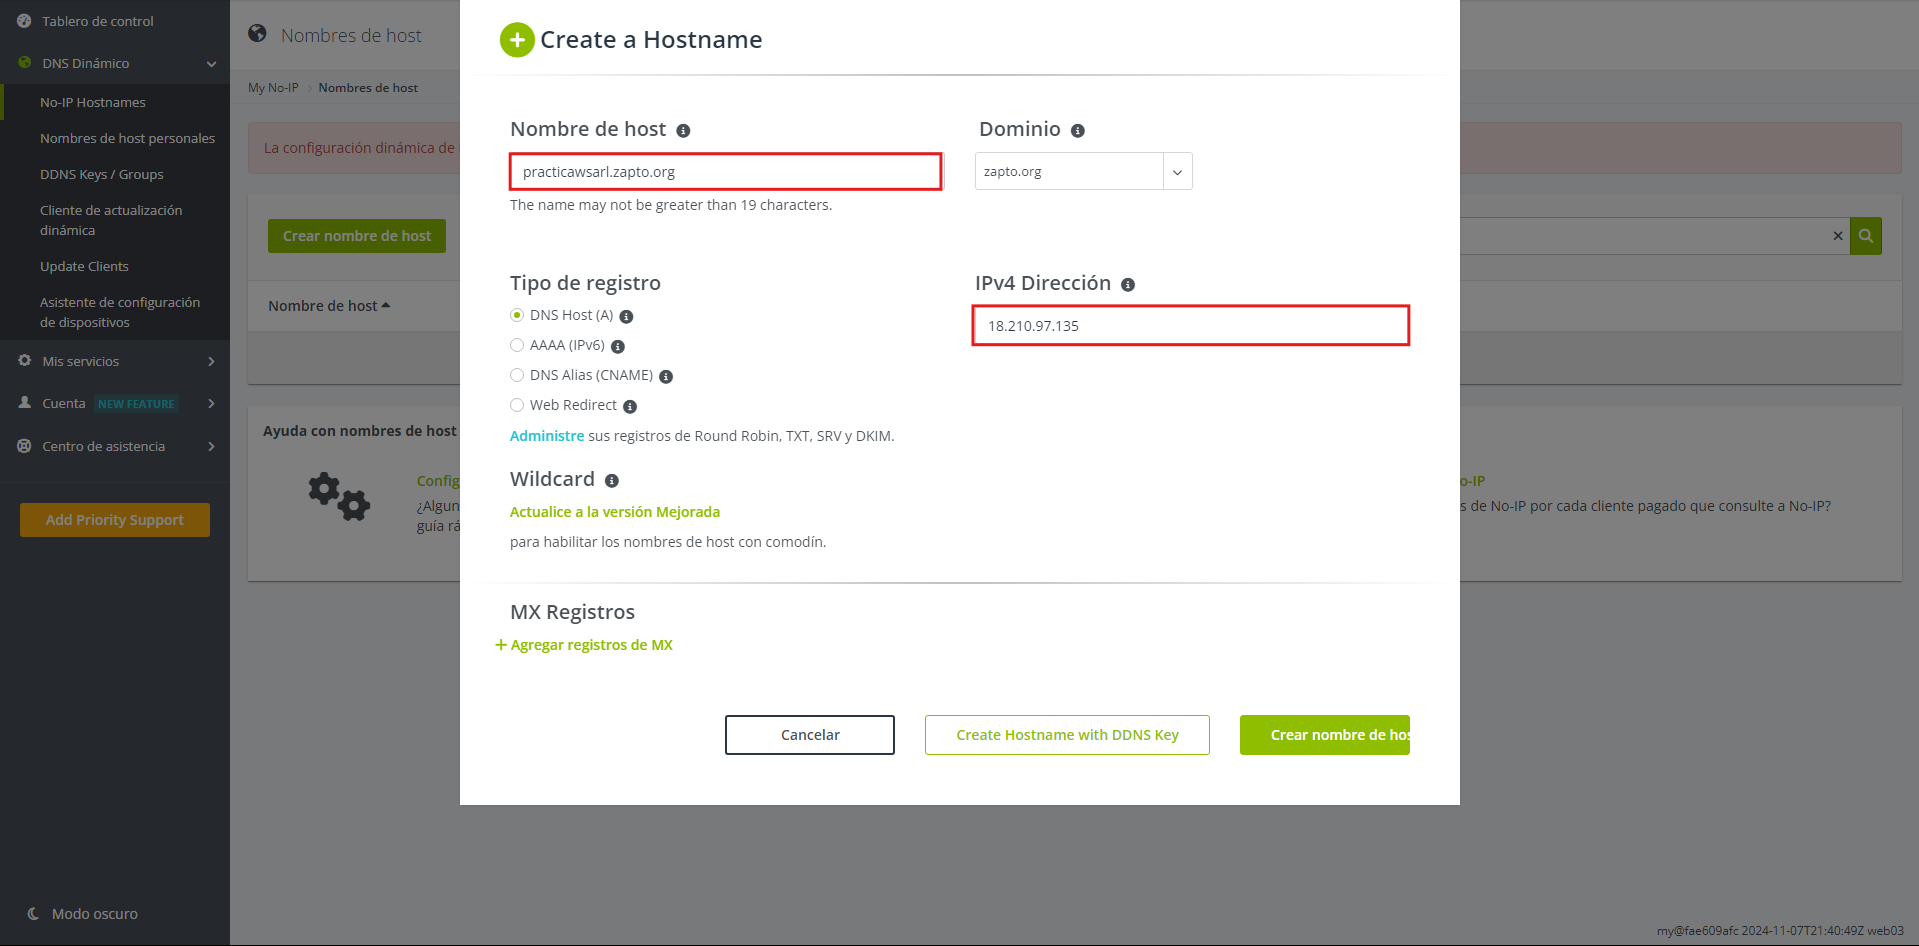 Tablero de control
DNS Dinámico
No-IP Hostnames
Nombres de host personales
DDNS Keys / Groups
Cliente de actualización
dinámica
Update Clients
Asistente de configuración
de dispositivos
Mis servicios
Cuenta NEW FEATURE
Centro de asistencia
Add Priority Support
Modo oscuro
Nombres de host
My No-IP > Nombres de host
La configuración dinámica de
Crear nombre de host
Nombre de host
Ayuda con nombres de host
Config
¿Algun
guía rá
Create a Hostname
Nombre de host
practicawsarl.zapto.org
The name may not be greater than 19 characters.
Dominio
zapto.org
Tipo de registro
DNS Host (A)
AAAA (IPv6)
DNS Alias (CNAME)
Web Redirect
Administre sus registros de Round Robin, TXT, SRV y DKIM.
IPv4 Dirección
18.210.97.135
Wildcard
Actualice a la versión Mejorada
para habilitar los nombres de host con comodín.
MX Registros
+ Agregar registros de MX
Cancelar
Create Hostname with DDNS Key
Crear nombre de hos
o-IP
s de No-IP por cada cliente pagado que consulte a No-IP?
my@fae609afc 2024-11-07T21:40:49Z web03